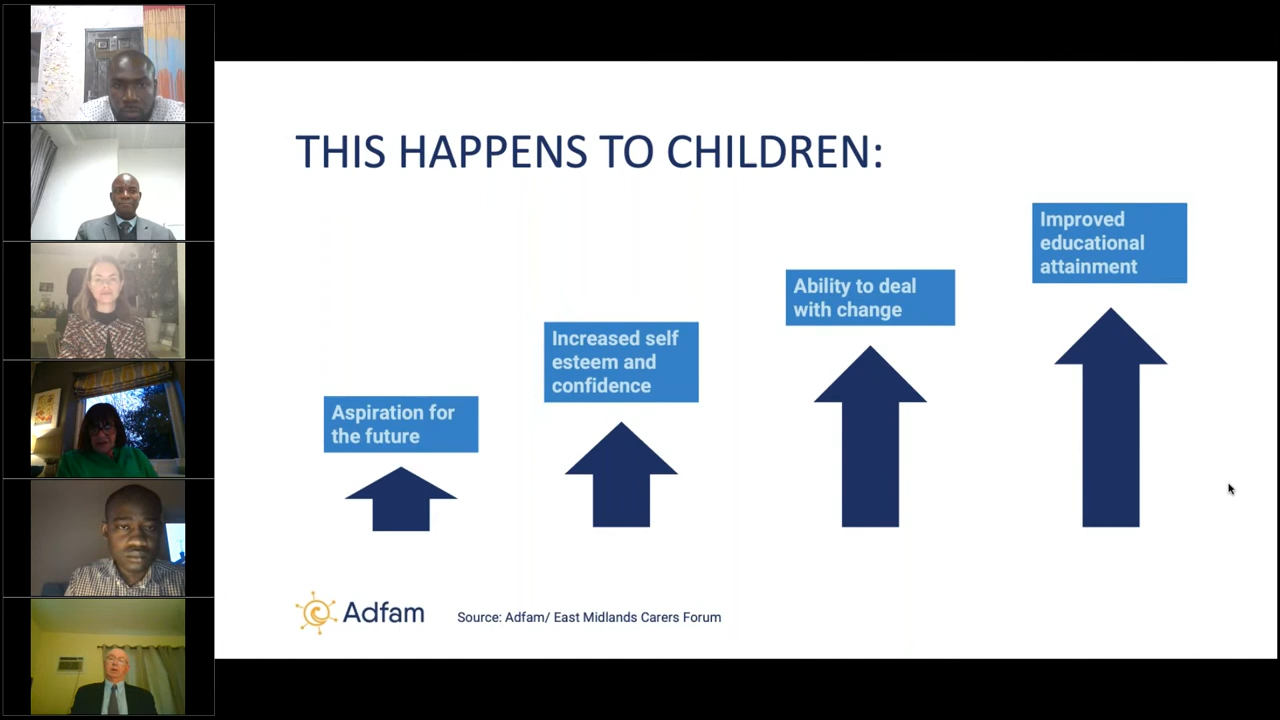 THIS HAPPENS TO CHILDREN:
Aspiration for
the future
Increased self
esteem and
confidence
Ability to deal
with change
Improved
educational
attainment
Adfam
Source: Adfam/ East Midlands Carers Forum